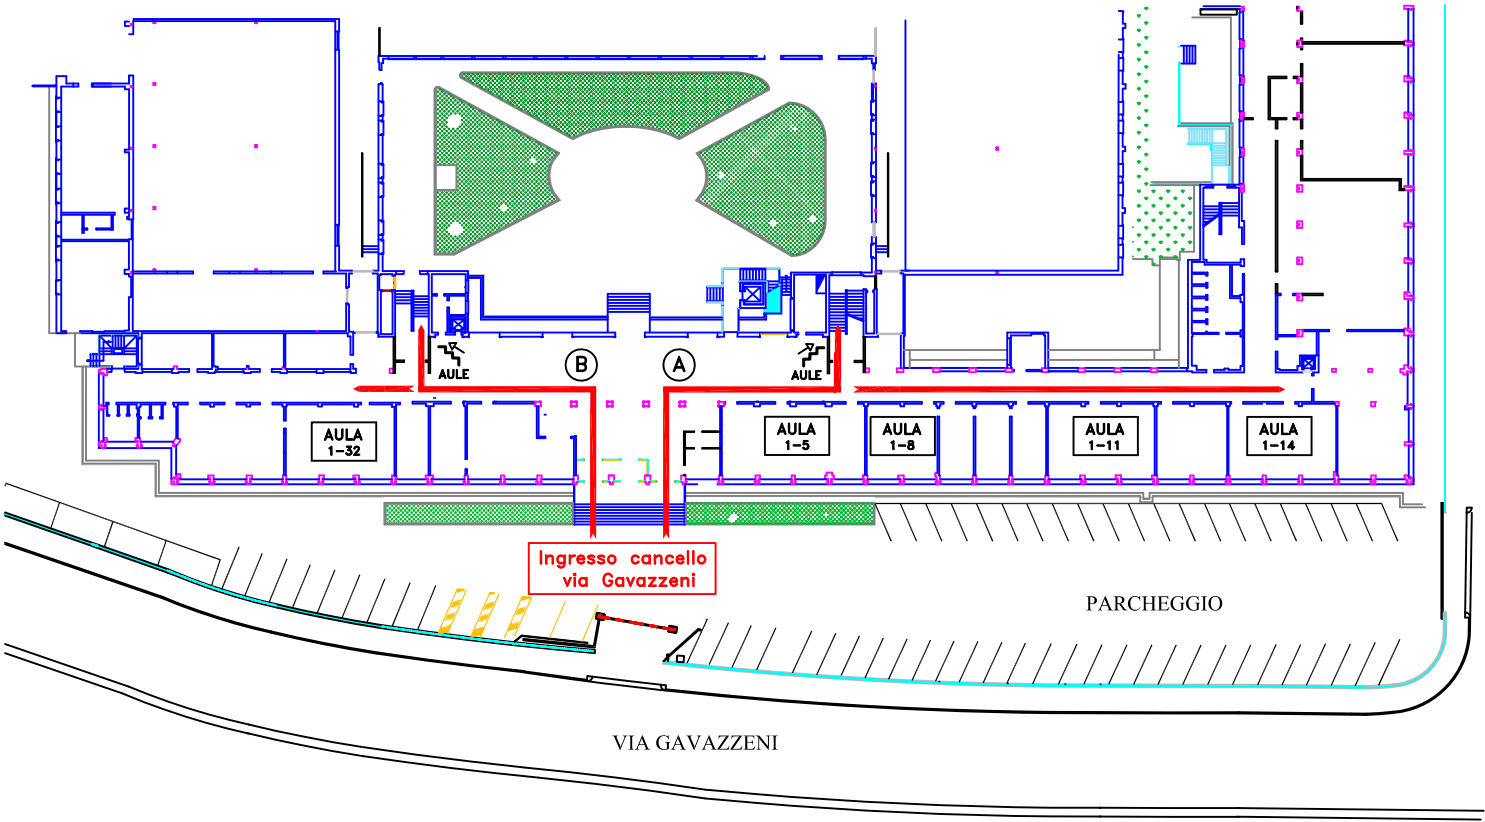 B
A
AULE
AULE
AULA
1-32
AULA
1-5
AULA
1-8
AULA
1-11
AULA
1-14
Ingresso cancello
via Gavazzeni
PARCHEGGIO
VIA GAVAZZENI